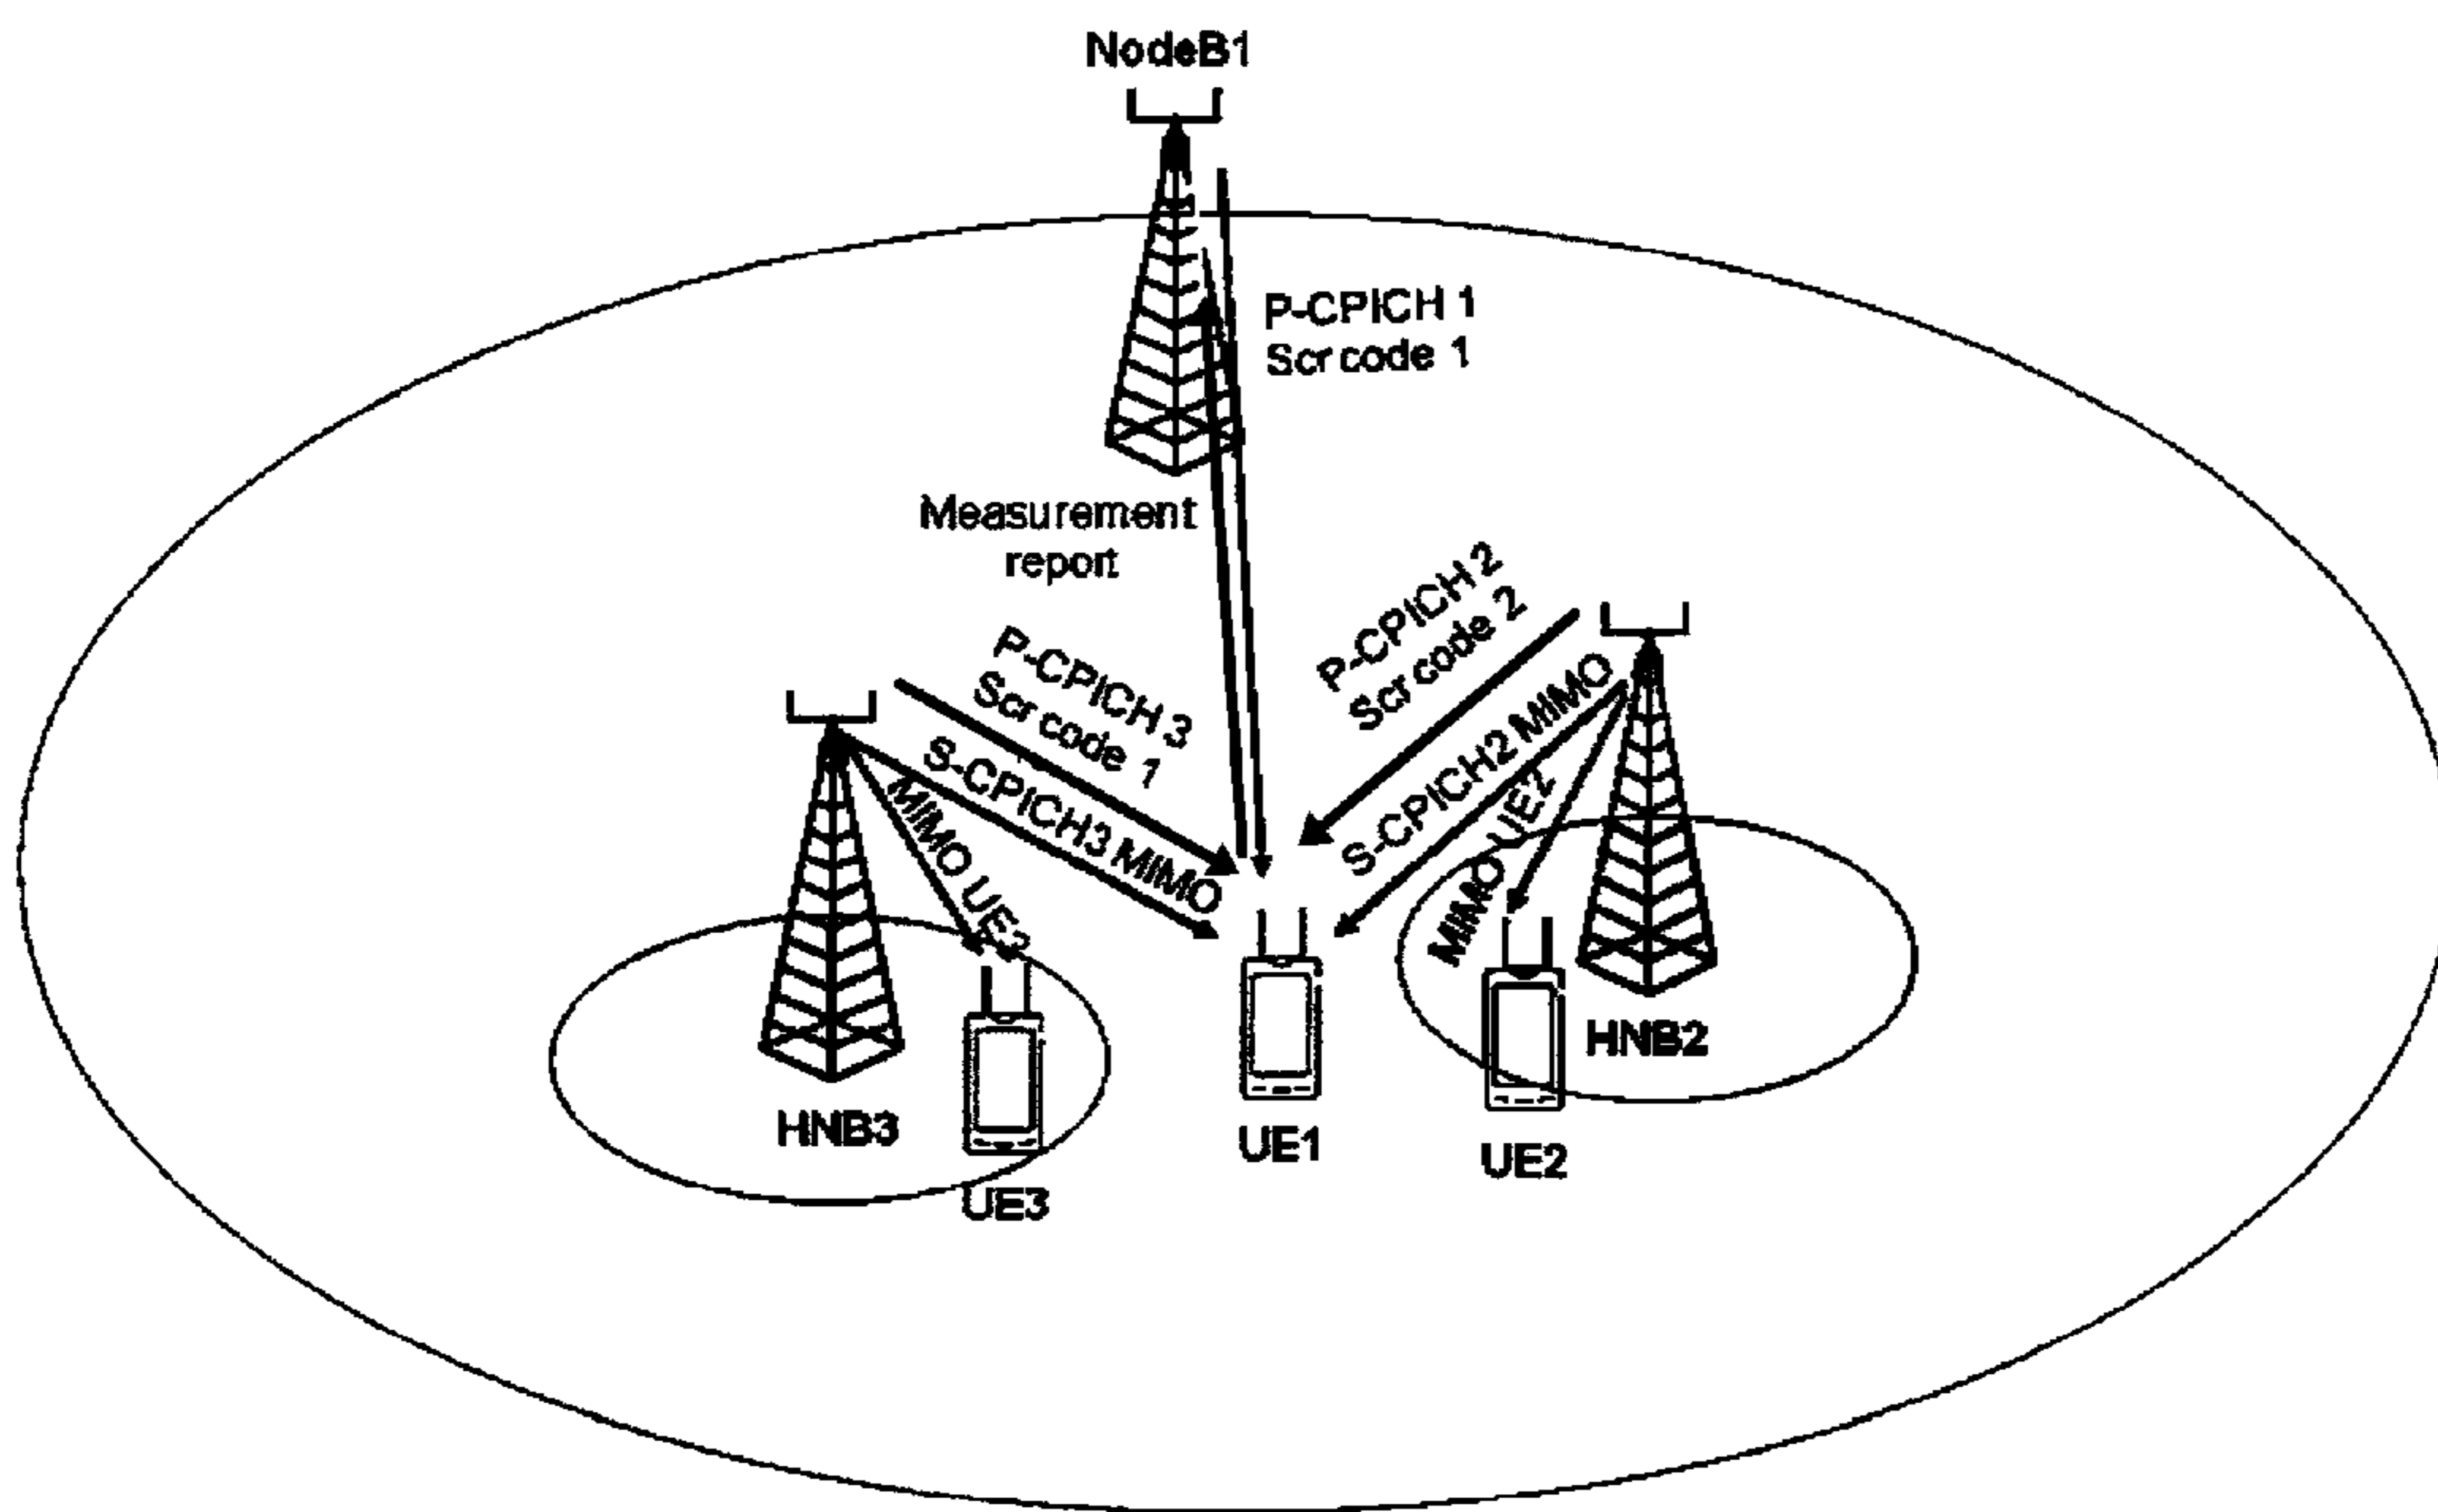 NodeB1
P-CPICH 1
Scr code 1
Measurement
report
P-CPICH 2
Scr code 2
S-CPICH2 MIMO
MIMO UE2
P-CPICH 3
Scr code 1
S-CPICH3 MIMO
MIMO UE3
HNB2
HNB3
UE1
UE2
UE3